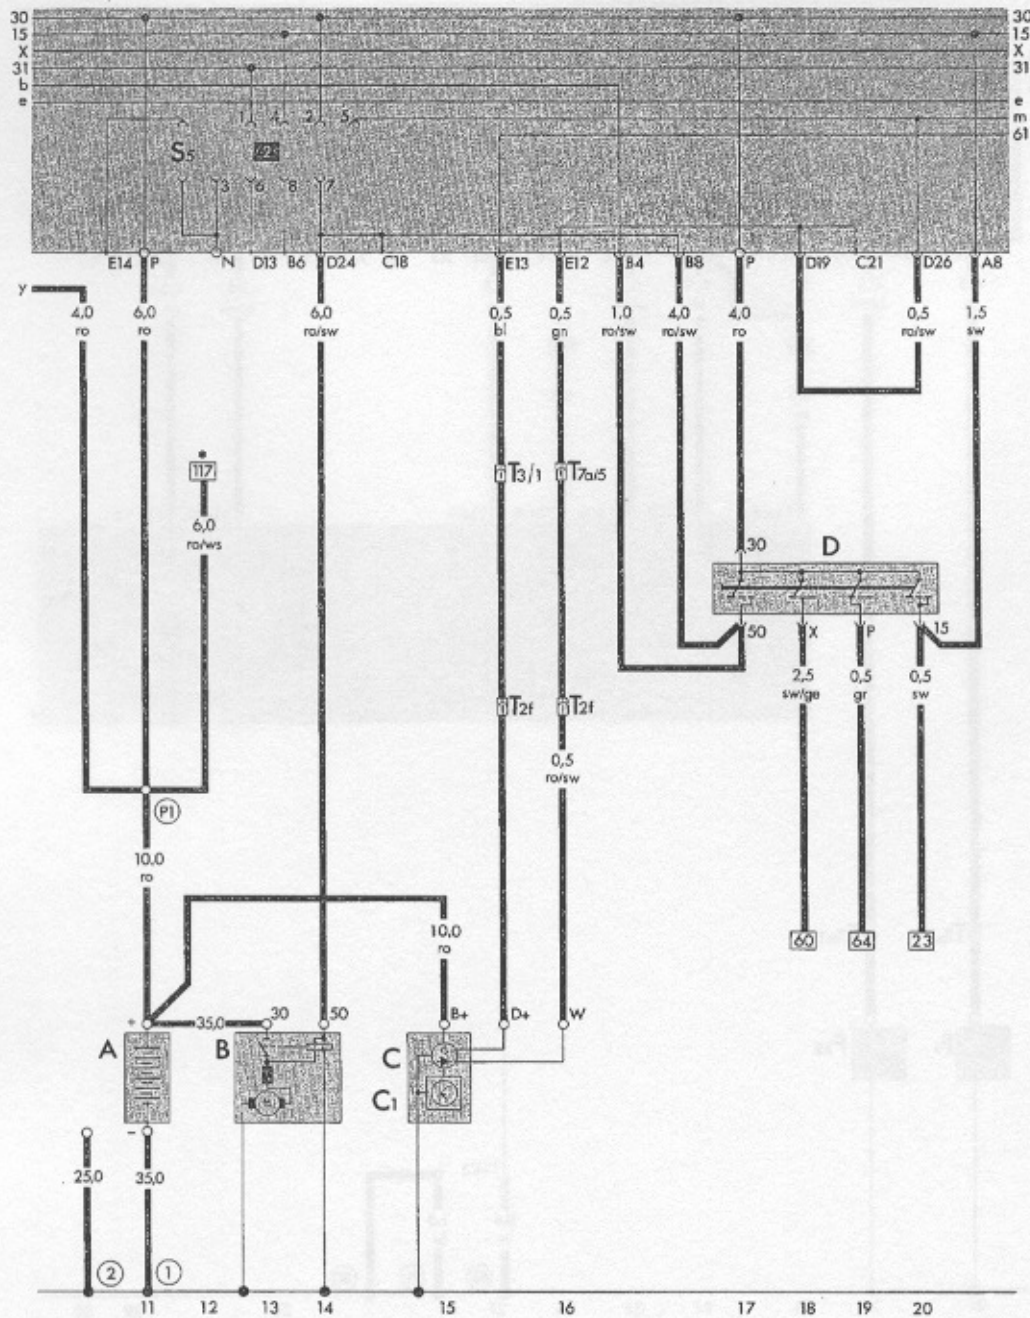 30 30
15 15
X X
31 31
b
e e
1 4 2 5 m
61
S5
3 6 8 7
E14 P N D13 B6 D24 C18 E13 E12 B4 B8 P D19 C21 D26 A8
y
4,0 6,0 6,0 0,5 0,5 1,0 4,0 4,0 0,5 1,5
ro ro ro/sw bl gn ro/sw ro/sw ro ro/sw sw
*
117 T3/1 T7a/5
6,0
ro/ws
30 D
50 X P 15
2,5 0,5 0,5
sw/ge gr sw
T2f T2f
0,5
ro/sw
P1
10,0
ro
10,0
ro
60 64 23
+ 35,0 30 50 B+ D+ W
A B C
C1
−
25,0 35,0
2 1
11 12 13 14 15 16 17 18 19 20